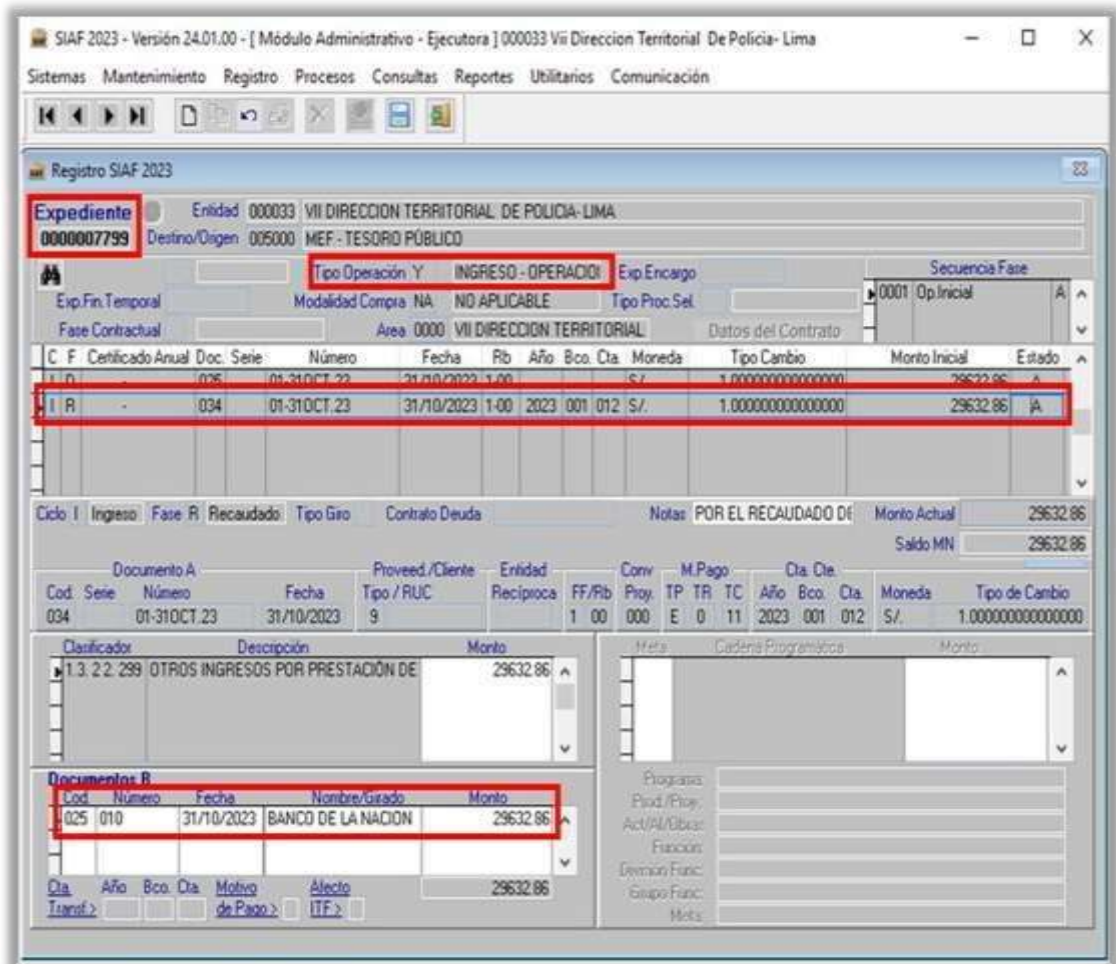 SIAF 2023 - Versión 24.01.00 - [ Módulo Administrativo - Ejecutora ] 000033 Vii Direccion Territorial De Policia- Lima
Sistemas Mantenimiento Registro Procesos Consultas Reportes Utilitarios Comunicación
Registro SIAF 2023
Expediente Entidad 000033 VII DIRECCION TERRITORIAL DE POLICIA- LIMA
0000007799 Destino/Origen 005000 MEF - TESORO PÚBLICO
Tipo Operación Y INGRESO - OPERACIO Exp.Encargo Secuencia Fase
Exp.Fin.Temporal Modalidad Compra NA NO APLICABLE Tipo Proc.Sel. 0001 Op.Inicial A
Fase Contractual Area 0000 VII DIRECCION TERRITORIAL Datos del Contrato
C F Certificado Anual Doc. Serie Número Fecha Rb Año Bco. Cta. Moneda Tipo Cambio Monto Inicial Estado
I D - 025 01-31OCT.23 31/10/2023 1-00 S/. 1.000000000000000 29632.86 A
I R - 034 01-31OCT.23 31/10/2023 1-00 2023 001 012 S/. 1.000000000000000 29632.86 A
Ciclo I Ingreso Fase R Recaudado Tipo Giro Contrato Deuda Notas POR EL RECAUDADO DE Monto Actual 29632.86
Saldo MN 29632.86
Documento A Proveed./Cliente Entidad Conv M.Pago Cta. Cte.
Cod. Serie Número Fecha Tipo / RUC Recíproca FF/Rb Proy. TP TR TC Año Bco. Cta. Moneda Tipo de Cambio
034 01-31OCT.23 31/10/2023 9 1 00 000 E 0 11 2023 001 012 S/. 1.000000000000000
Clasificador Descripción Monto Meta Cadena Programática Monto
1.3. 2.2. 299 OTROS INGRESOS POR PRESTACIÓN DE 29632.86
Documentos B
Cod. Número Fecha Nombre/Girado Monto
025 010 31/10/2023 BANCO DE LA NACION 29632.86
Cta. Año Bco. Cta. Motivo Afecto 29632.86
Transf.> de Pago > ITF >
Programa:
Prod./Proy.:
Act/AI/Obras:
Función:
División Func:
Grupo Func:
Meta: